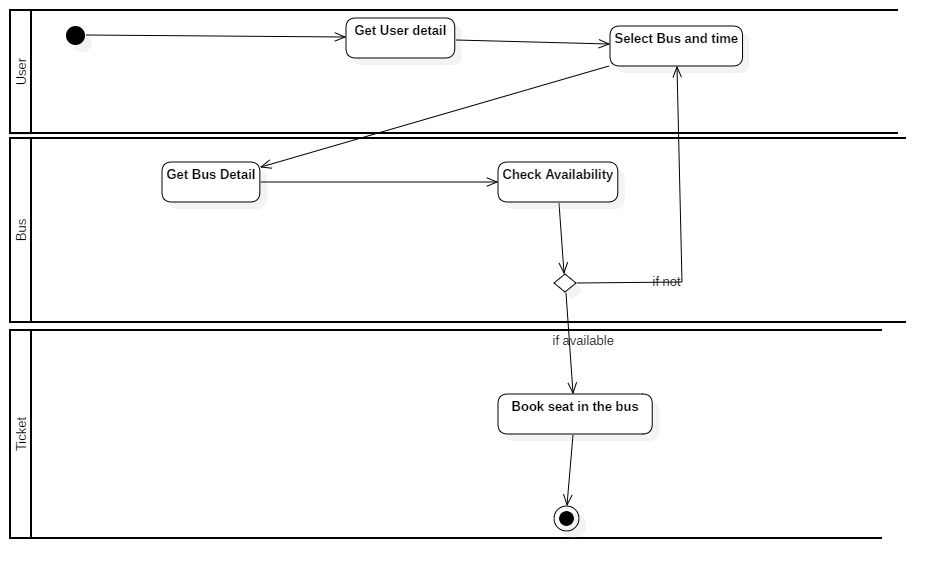 User
Get User detail
Select Bus and time
Bus
Get Bus Detail
Check Availability
if not
Ticket
if available
Book seat in the bus